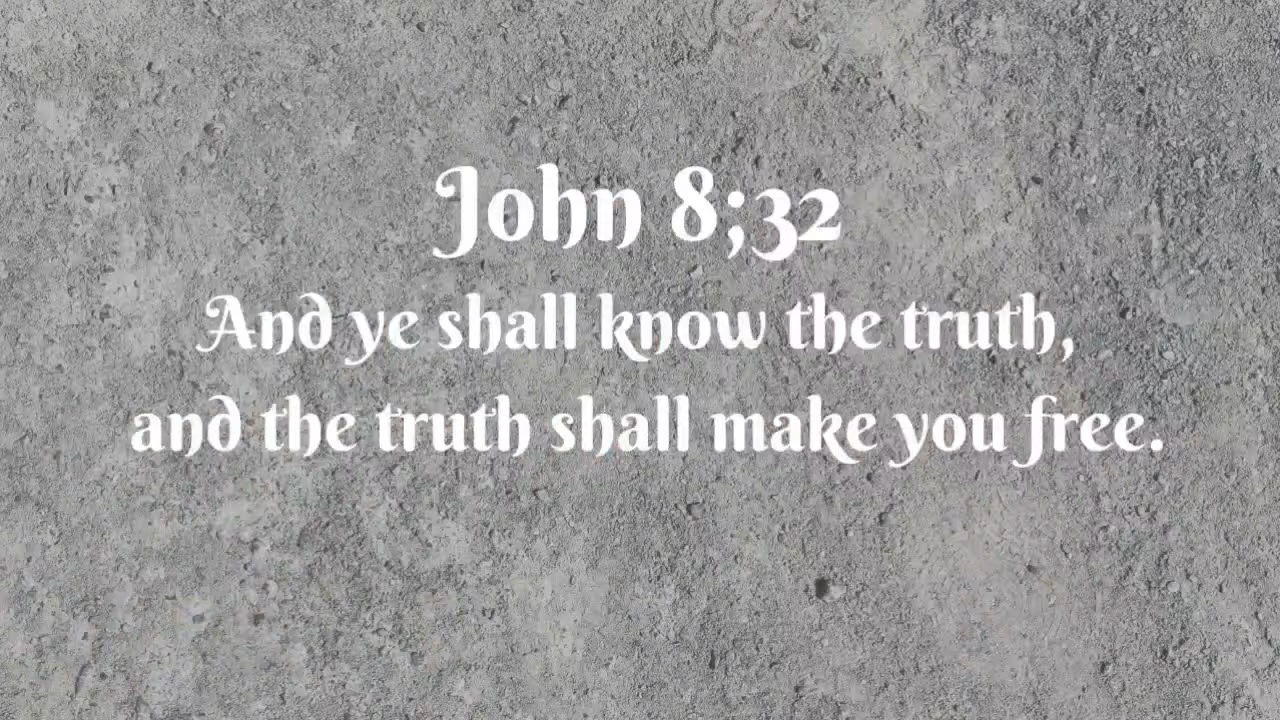 John 8;32
And ye shall know the truth,
and the truth shall make you free.